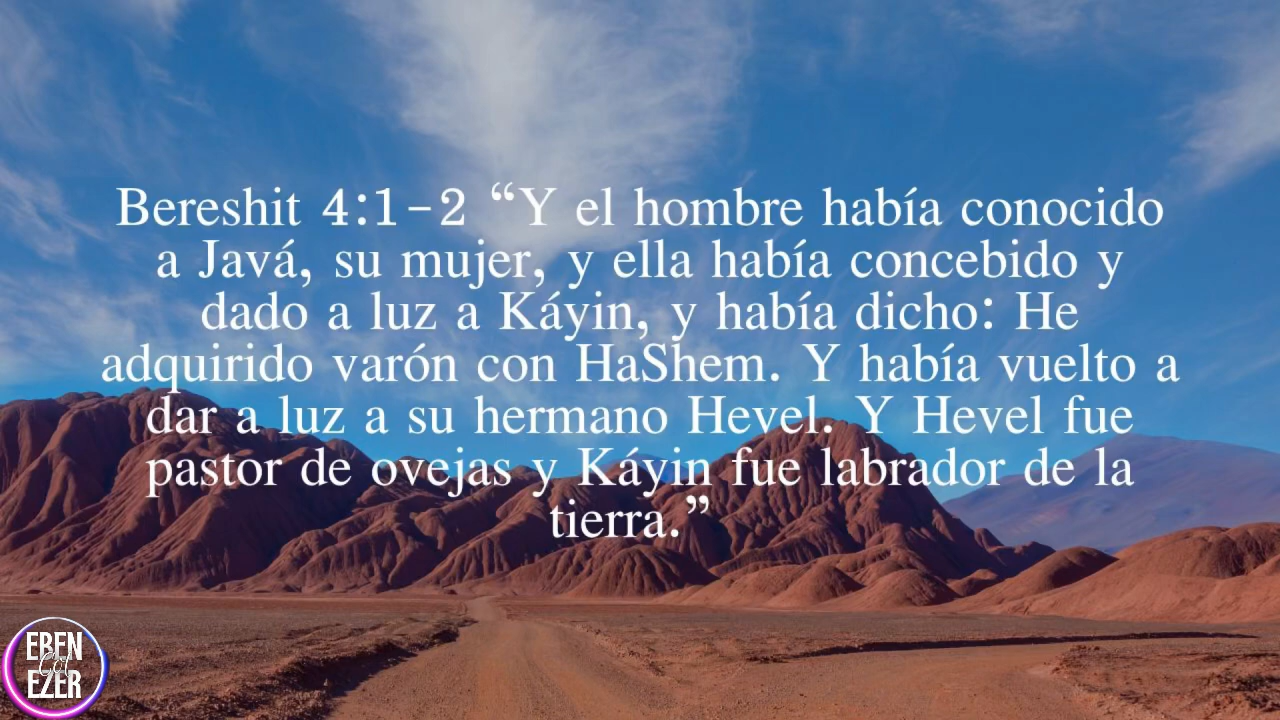 Bereshit 4:1-2 “Y el hombre había conocido
a Javá, su mujer, y ella había concebido y
dado a luz a Káyin, y había dicho: He
adquirido varón con HaShem. Y había vuelto a
dar a luz a su hermano Hevel. Y Hevel fue
pastor de ovejas y Káyin fue labrador de la
tierra.”
EBEN
EZER